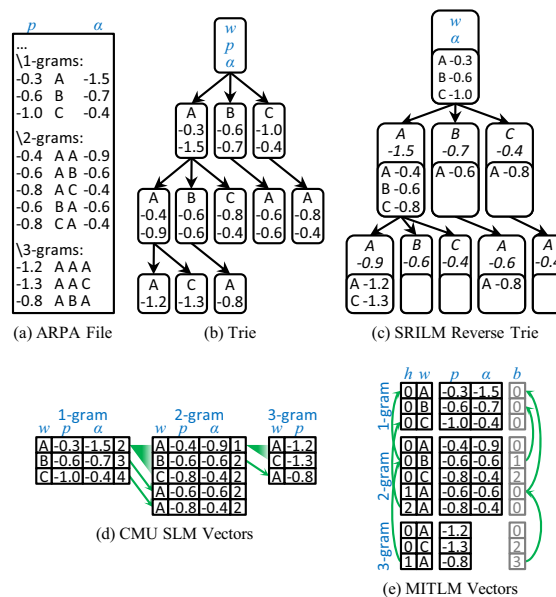 p α
...
\1-grams:
-0.3 A -1.5
-0.6 B -0.7
-1.0 C -0.4
\2-grams:
-0.4 A A -0.9
-0.6 A B -0.6
-0.8 A C -0.4
-0.6 B A -0.6
-0.8 C A -0.4
\3-grams:
-1.2 A A A
-1.3 A A C
-0.8 A B A
(a) ARPA File
w
p
α
A B C
-0.3 -0.6 -1.0
-1.5 -0.7 -0.4
A B C A A
-0.4 -0.6 -0.8 -0.6 -0.8
-0.9 -0.6 -0.4 -0.6 -0.4
A C A
-1.2 -1.3 -0.8
(b) Trie
w
α
A -0.3
B -0.6
C -1.0
A B C
-1.5 -0.7 -0.4
A -0.4 A -0.6 A -0.8
B -0.6
C -0.8
A B C A A
-0.9 -0.6 -0.4 -0.6 -0.4
A -1.2 A -0.8
C -1.3
(c) SRILM Reverse Trie
1-gram 2-gram 3-gram
w p α w p α w p
A -0.3 -1.5 2 A -0.4 -0.9 1 A -1.2
B -0.6 -0.7 3 B -0.6 -0.6 2 C -1.3
C -1.0 -0.4 4 C -0.8 -0.4 2 A -0.8
A -0.6 -0.6 2
A -0.8 -0.4 2
(d) CMU SLM Vectors
h w p α b
1-gram
0 A -0.3 -1.5 0
0 B -0.6 -0.7 0
0 C -1.0 -0.4 0
2-gram
0 A -0.4 -0.9 0
0 B -0.6 -0.6 1
0 C -0.8 -0.4 2
1 A -0.6 -0.6 0
2 A -0.8 -0.4 0
3-gram
0 A -1.2 0
0 C -1.3 2
1 A -0.8 3
(e) MITLM Vectors